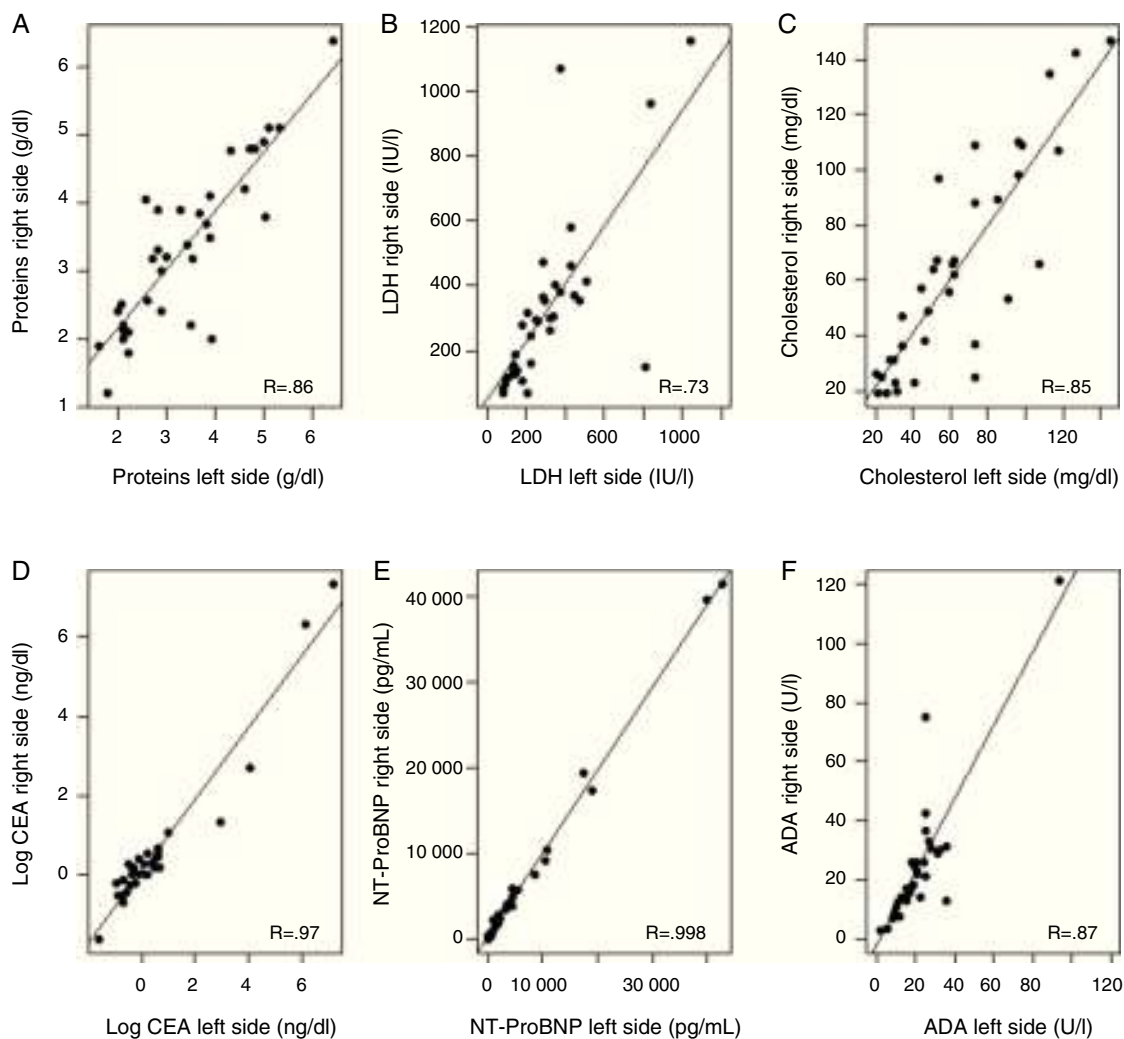 A
Proteins right side (g/dl)
6
5
4
3
2
1
R=.86
2 3 4 5 6
Proteins left side (g/dl)
B
LDH right side (IU/l)
1200
1000
800
600
400
200
R=.73
0 200 600 1000
LDH left side (IU/l)
C
Cholesterol right side (mg/dl)
140
120
100
80
60
40
20
R=.85
20 40 60 80 120
Cholesterol left side (mg/dl)
D
Log CEA right side (ng/dl)
6
4
2
0
R=.97
0 2 4 6
Log CEA left side (ng/dl)
E
NT-ProBNP right side (pg/mL)
40 000
30 000
20 000
10 000
0
R=.998
0 10 000 30 000
NT-ProBNP left side (pg/mL)
F
ADA right side (U/l)
120
100
80
60
40
20
0
R=.87
0 20 40 60 80 120
ADA left side (U/l)